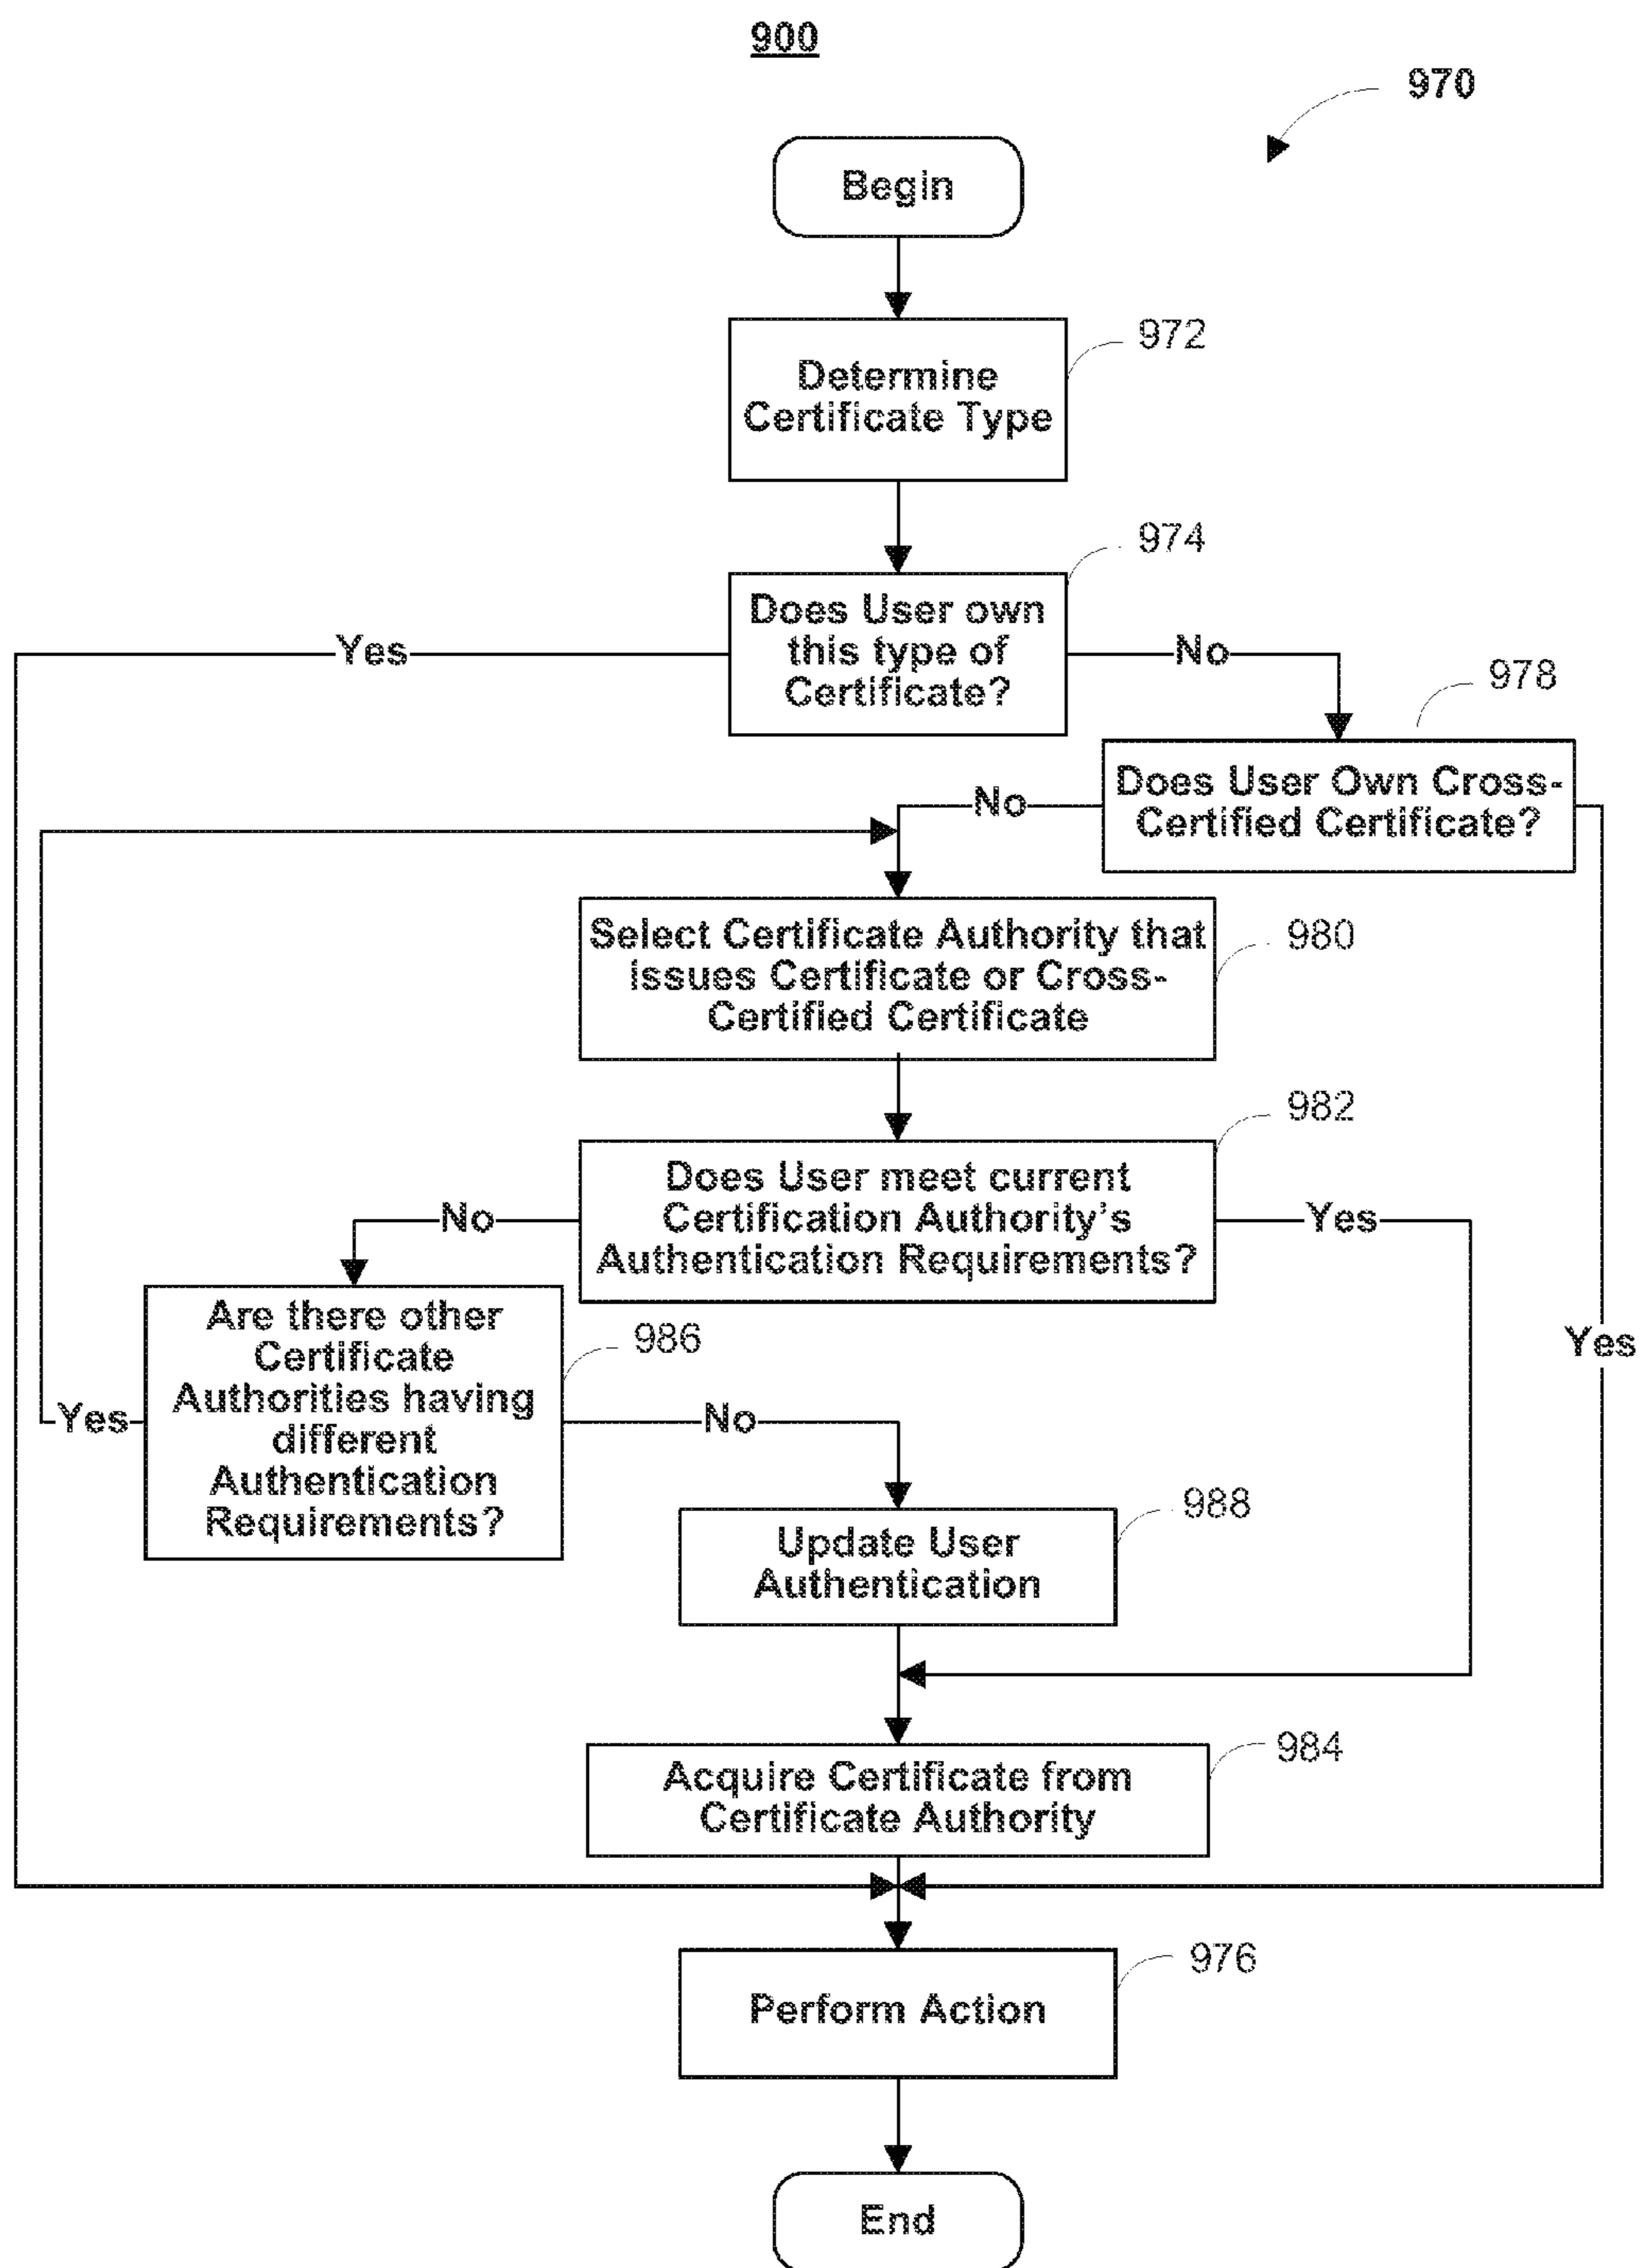 900
970
Begin
972
Determine
Certificate Type
974
Does User own
this type of
Certificate?
Yes
No
978
Does User Own Cross-
Certified Certificate?
No
Yes
980
Select Certificate Authority that
issues Certificate or Cross-
Certified Certificate
982
Does User meet current
Certification Authority's
Authentication Requirements?
No
Yes
986
Are there other
Certificate
Authorities having
different
Authentication
Requirements?
Yes
No
988
Update User
Authentication
984
Acquire Certificate from
Certificate Authority
976
Perform Action
End